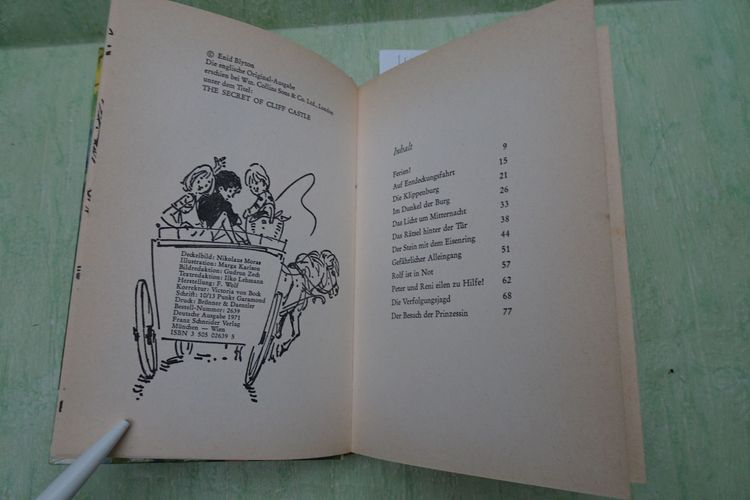 © Enid Blyton
Die englische Original-Ausgabe
erschien bei Wm. Collins Sons & Co. Ltd., London,
unter dem Titel:
THE SECRET OF CLIFF CASTLE
Deckelbild: Nikolaus Moras
Illustration: Marga Karlson
Bildredaktion: Gudrun Zech
Textredaktion: Ilko Lehmann
Herstellung: F. Wolf
Korrektur: Victoria von Bock
Schrift: 10/13 Punkt Garamond
Druck: Brönner & Daentler
Bestell-Nummer: 2639
Deutsche Ausgabe 1971
Franz Schneider Verlag
München — Wien
ISBN 3 505 02639 5
Inhalt
Ferien! 9
Auf Entdeckungsfahrt 15
Die Klippenburg 21
Im Dunkel der Burg 26
Das Licht um Mitternacht 33
Das Rätsel hinter der Tür 38
Der Stein mit dem Eisenring 44
Gefährlicher Alleingang 51
Rolf ist in Not 57
Peter und Reni eilen zu Hilfe! 62
Die Verfolgungsjagd 68
Der Besuch der Prinzessin 77